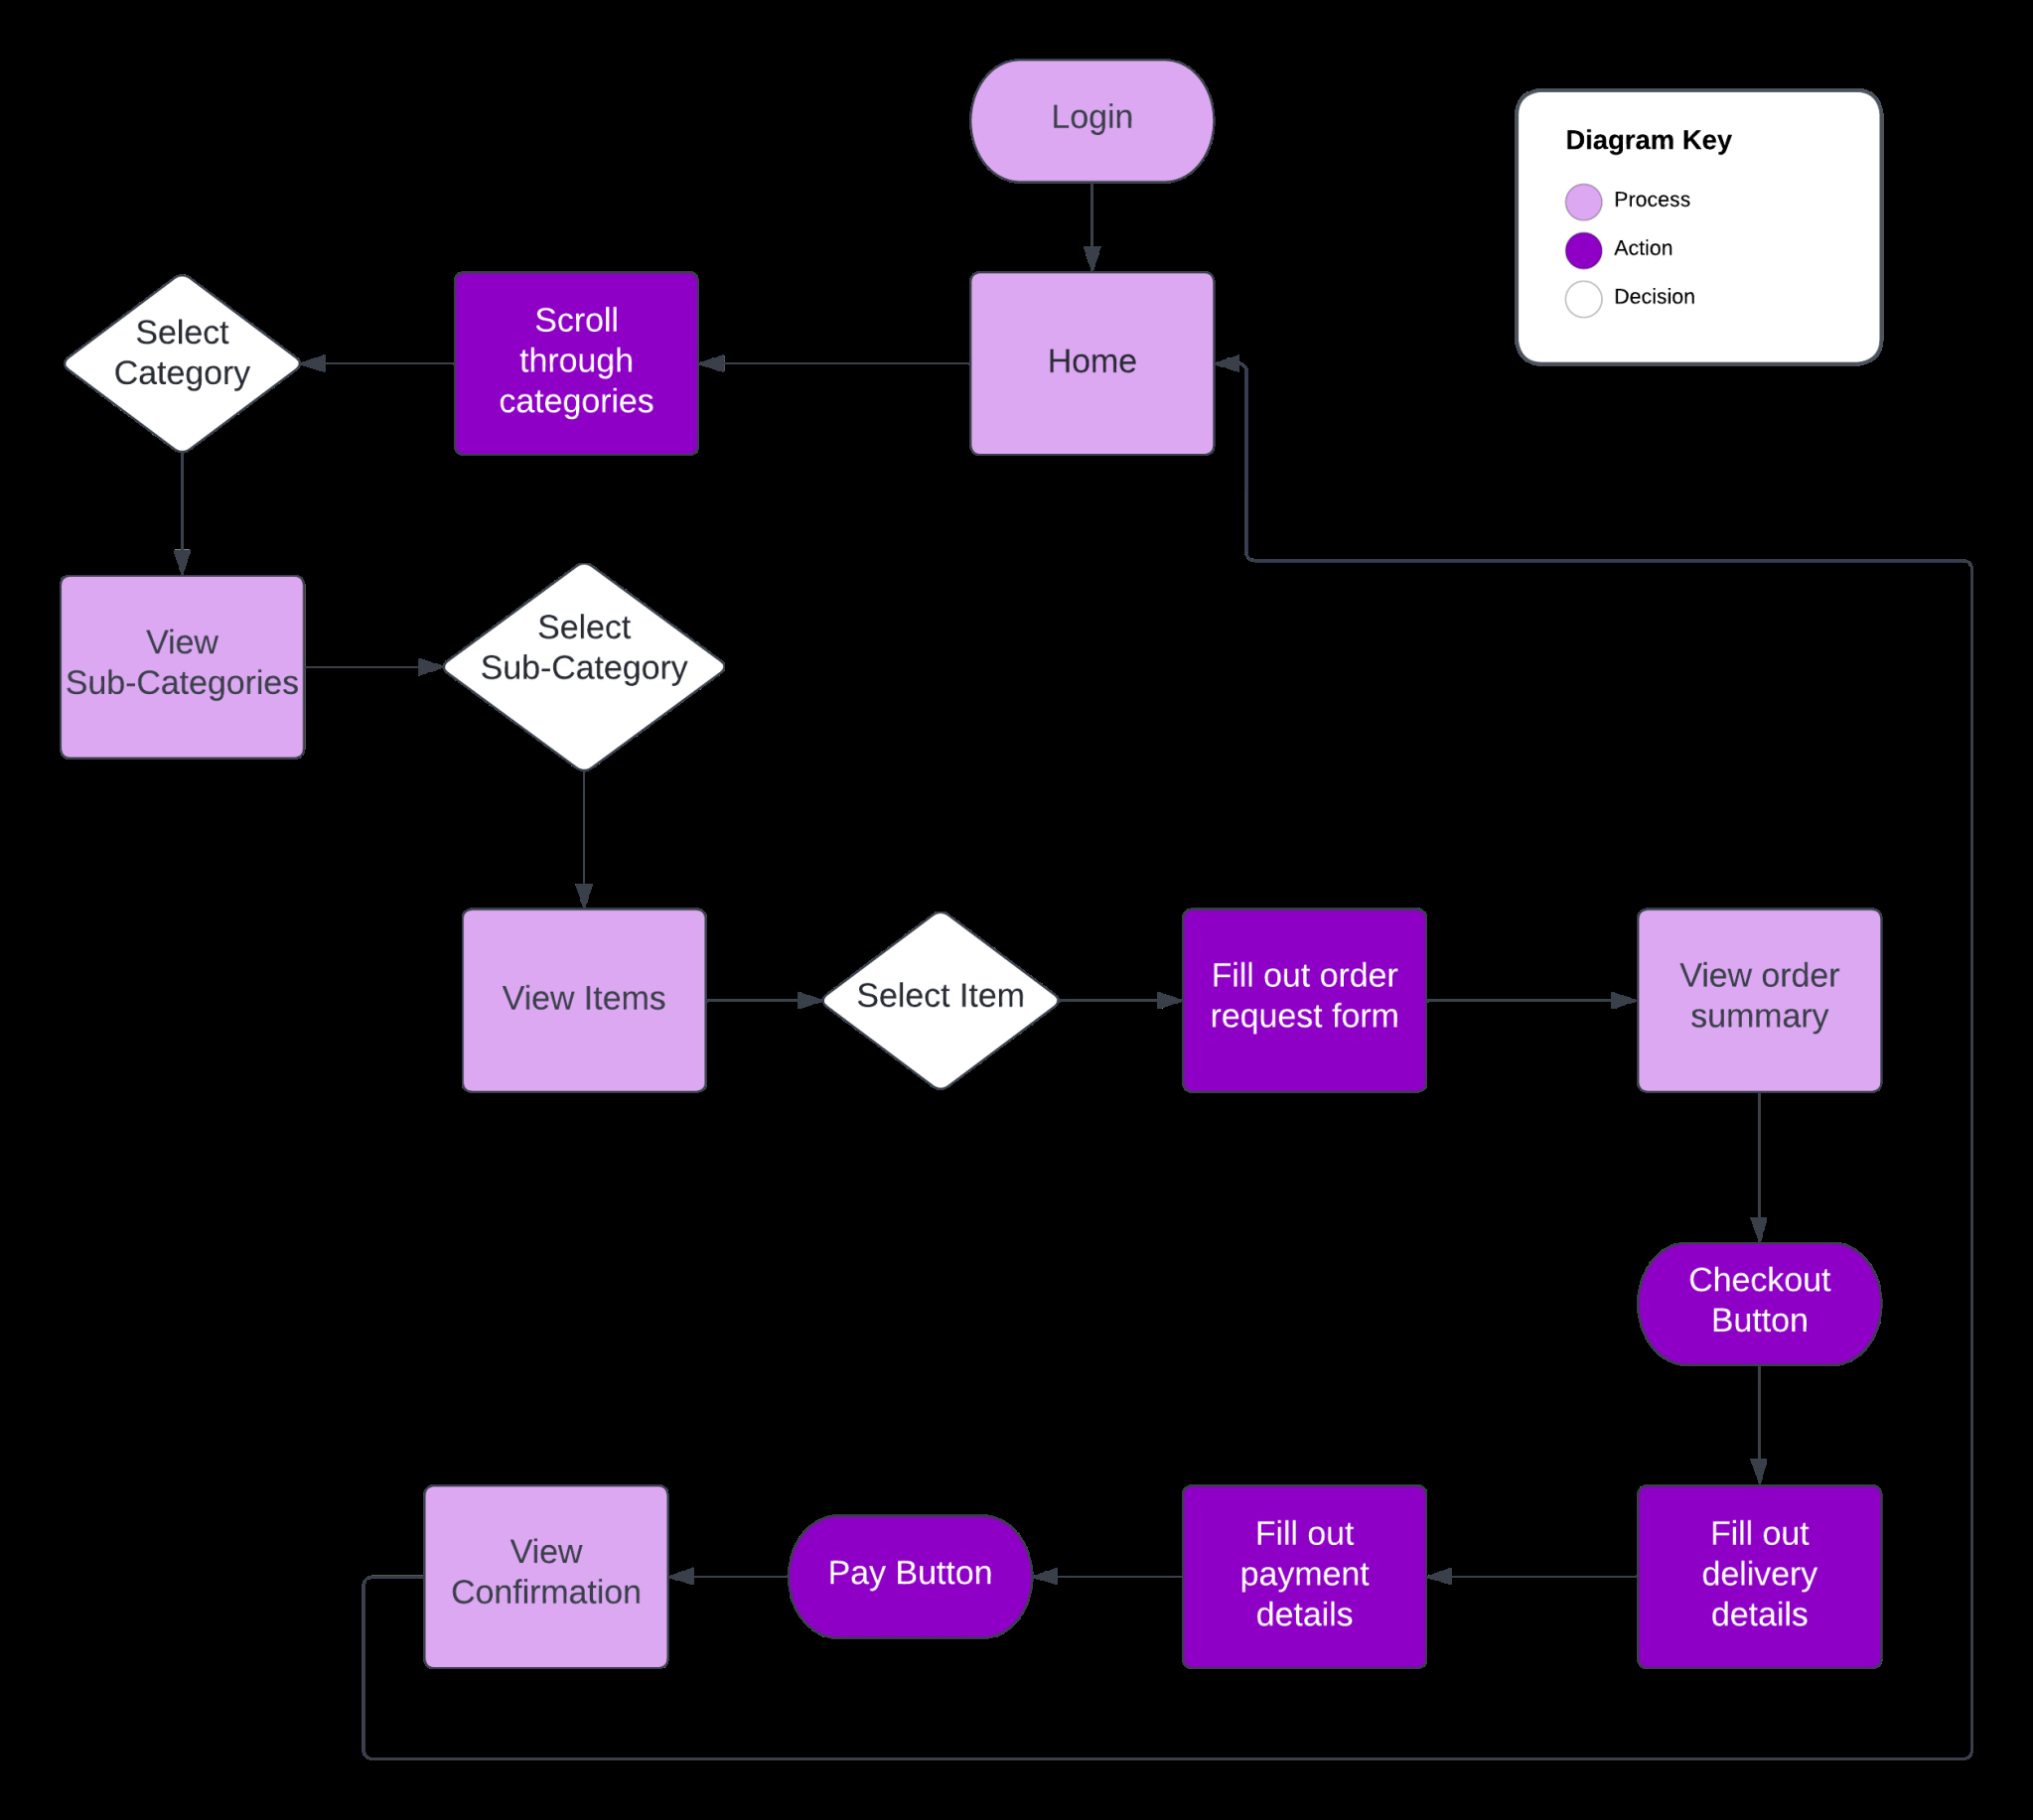 Login
Diagram Key
Process
Action
Decision
Select
Category
Scroll
through
categories
Home
View
Sub-Categories
Select
Sub-Category
View Items
Select Item
Fill out order
request form
View order
summary
Checkout
Button
View
Confirmation
Pay Button
Fill out
payment
details
Fill out
delivery
details